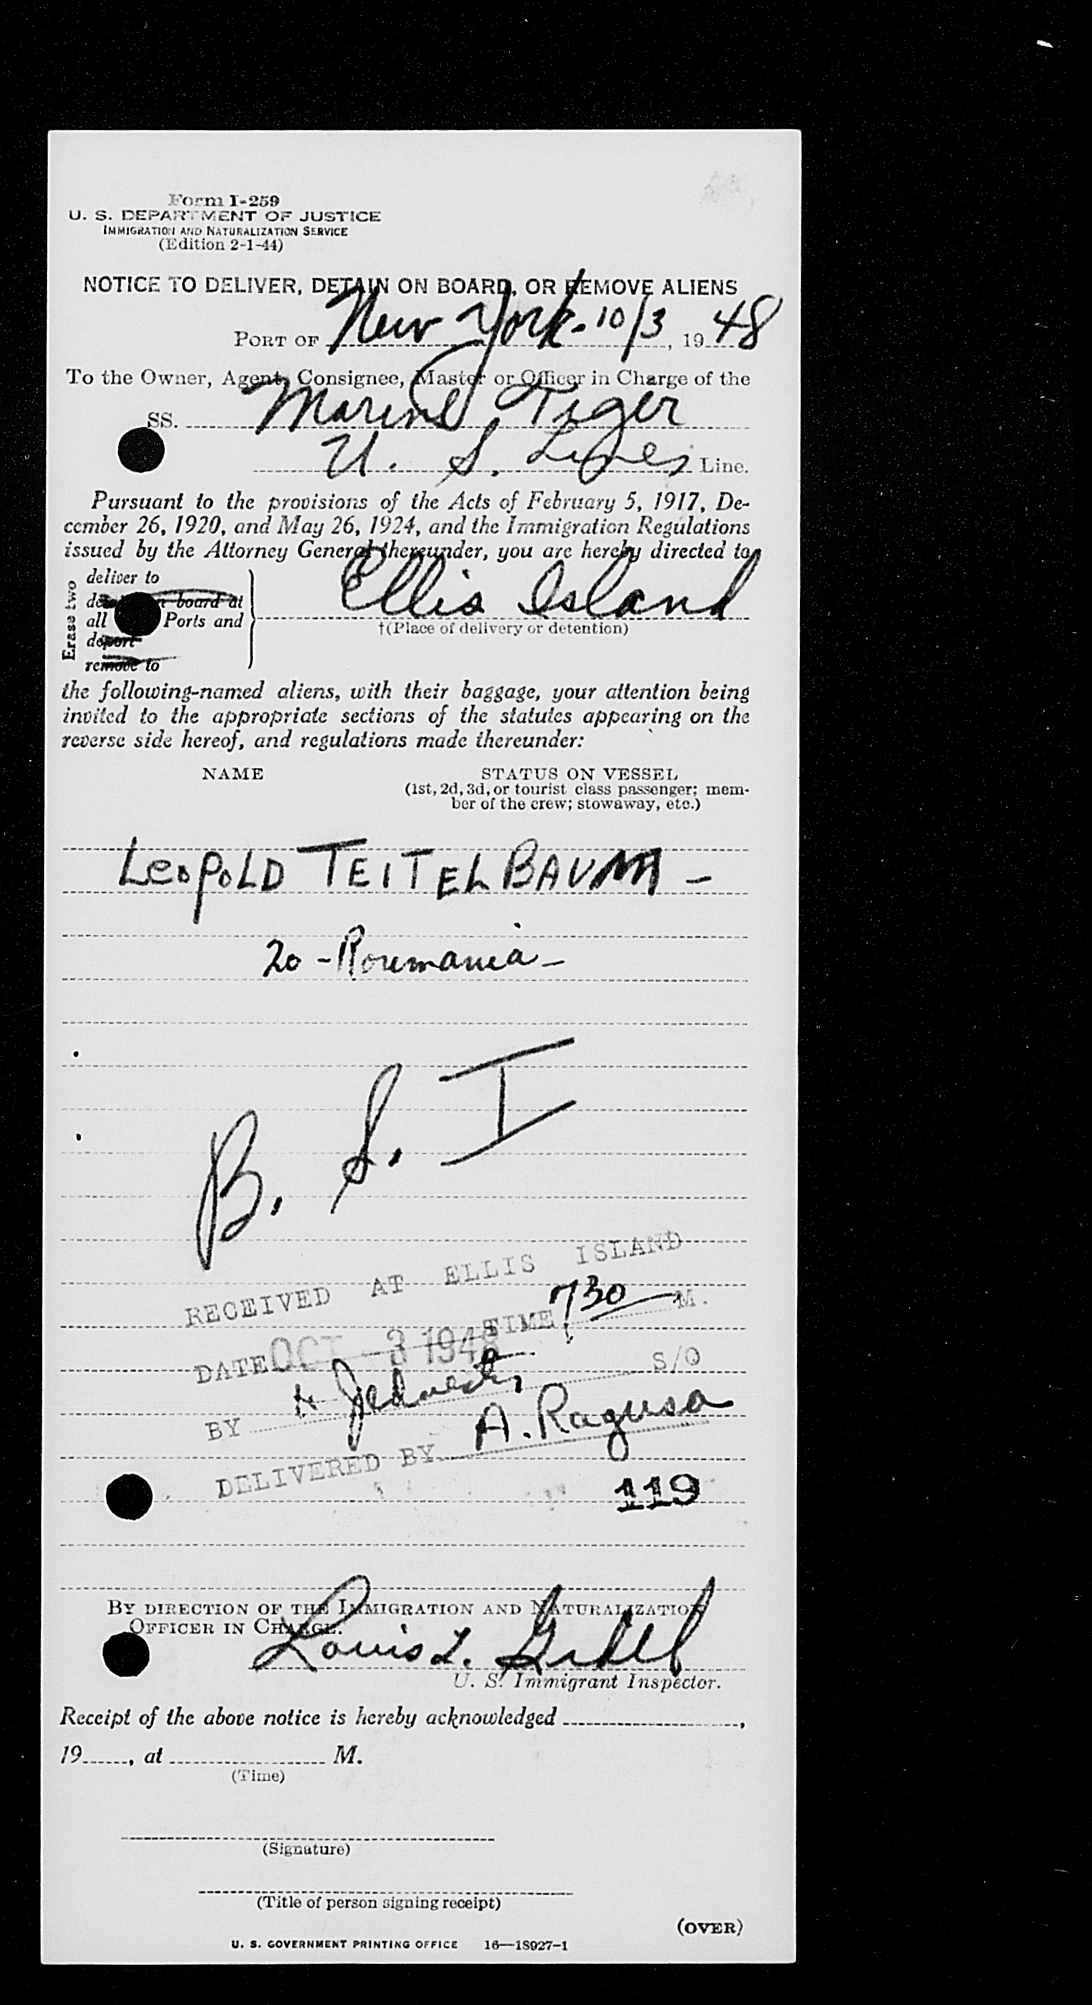 Form I-259
U. S. DEPARTMENT OF JUSTICE
IMMIGRATION AND NATURALIZATION SERVICE
(Edition 2-1-44)
NOTICE TO DELIVER, DETAIN ON BOARD, OR REMOVE ALIENS
PORT OF New York - 10/3, 1948
To the Owner, Agent, Consignee, Master or Officer in Charge of the
SS. Marine Tiger
U. S. Lines Line.
Pursuant to the provisions of the Acts of February 5, 1917, De-
cember 26, 1920, and May 26, 1924, and the Immigration Regulations
issued by the Attorney General thereunder, you are hereby directed to
Erase two
deliver to
board at
all Ports and
deport
remove to
Ellis Island
†(Place of delivery or detention)
the following-named aliens, with their baggage, your attention being
invited to the appropriate sections of the statutes appearing on the
reverse side hereof, and regulations made thereunder:
NAME STATUS ON VESSEL
(1st, 2d, 3d, or tourist class passenger; mem-
ber of the crew; stowaway, etc.)
LeoPoLD TEITELBAUM -
20 - Roumania -
B. S. I
RECEIVED AT ELLIS ISLAND
DATE OCT -3 1948 TIME 730 M.
S/O
BY
DELIVERED BY A. Ragusa
119
BY DIRECTION OF THE IMMIGRATION AND NATURALIZATION
OFFICER IN CHARGE.
Louis L.
U. S. Immigrant Inspector.
Receipt of the above notice is hereby acknowledged ,
19 , at M.
(Time)
(Signature)
(Title of person signing receipt)
(OVER)
U. S. GOVERNMENT PRINTING OFFICE 16—18927-1